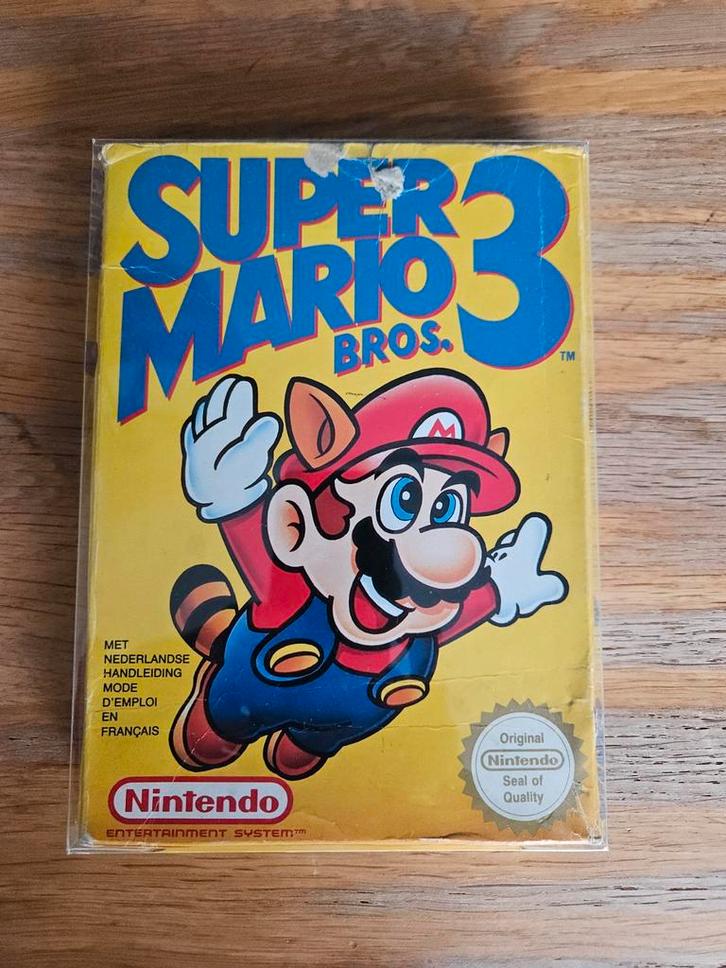 SUPER
MARIO 3
BROS.
TM
M
MET
NEDERLANDSE
HANDLEIDING
MODE
D'EMPLOI
EN
FRANÇAIS
Original
Nintendo
Seal of
Quality
Nintendo
ENTERTAINMENT SYSTEM™